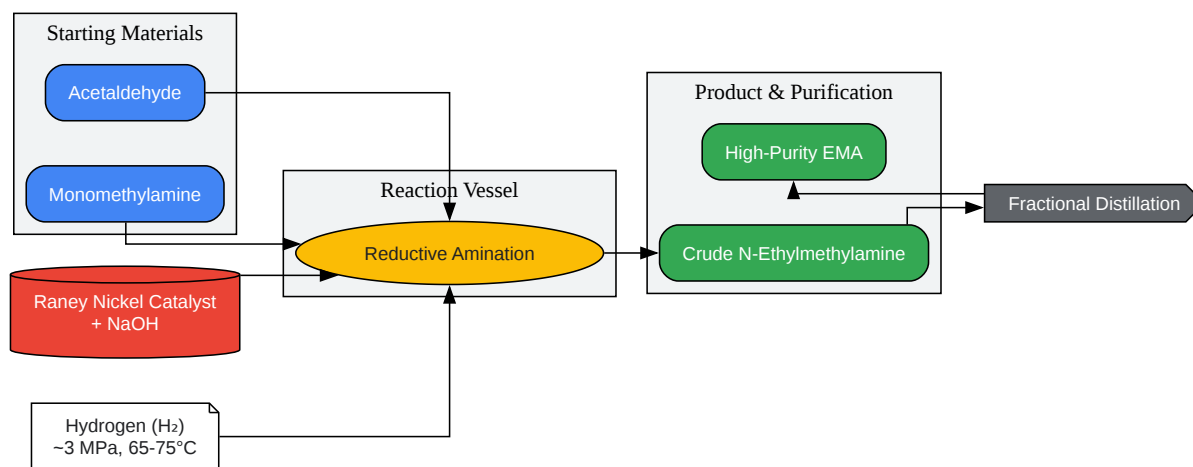 Starting Materials
Acetaldehyde
Monomethylamine
Raney Nickel Catalyst
+ NaOH
Hydrogen (H₂)
~3 MPa, 65-75°C
Reaction Vessel
Reductive Amination
Product & Purification
High-Purity EMA
Crude N-Ethylmethylamine
Fractional Distillation